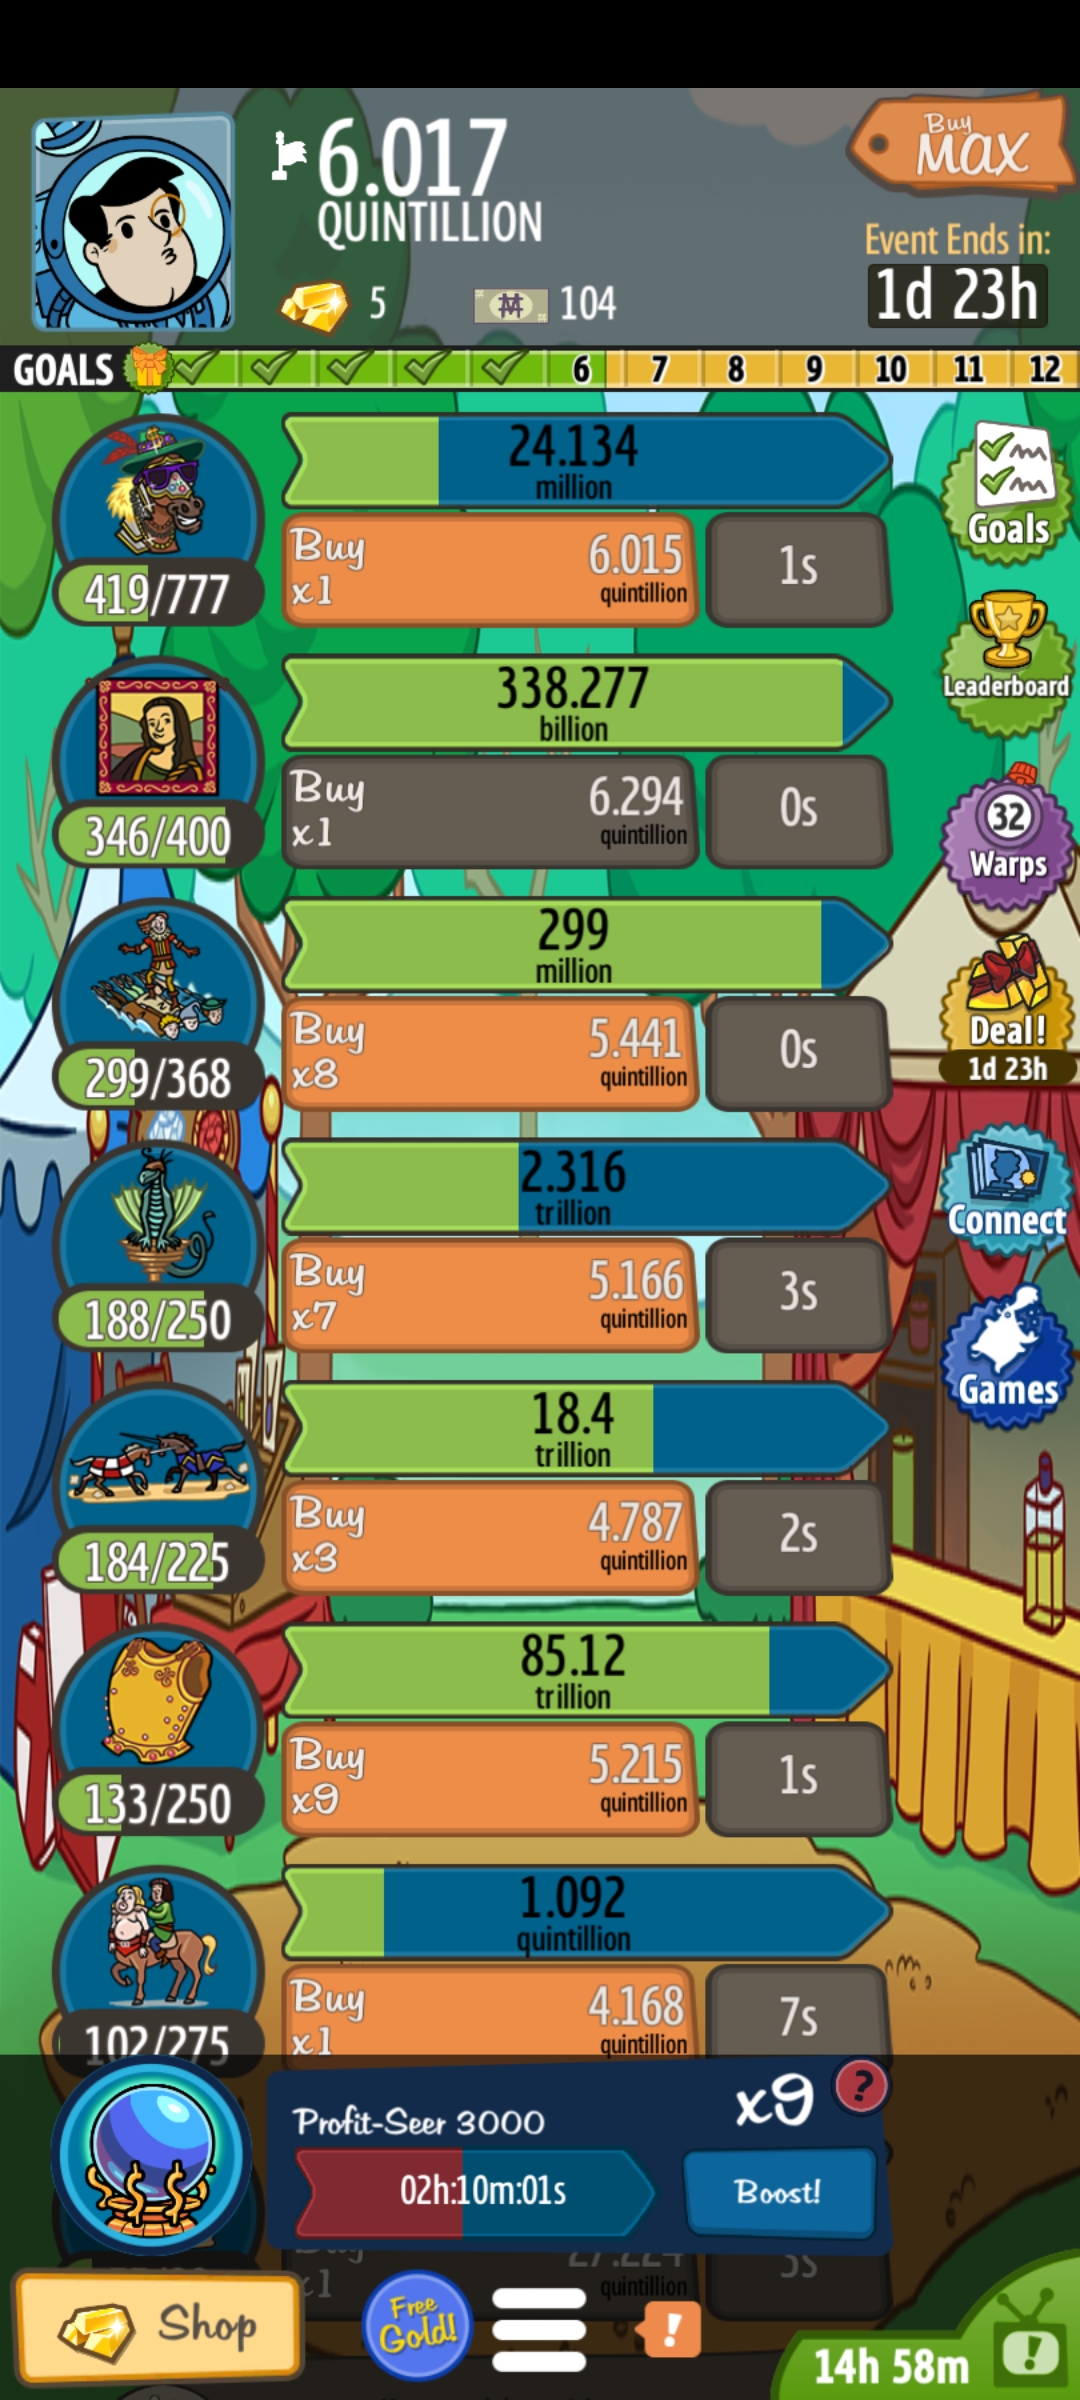 6.017
QUINTILLION
Buy
MAX
5
104
Event Ends in:
1d 23h
GOALS
6 7 8 9 10 11 12
24.134
million
419/777
Buy
x1
6.015
quintillion
1s
Goals
338.277
billion
346/400
Buy
x1
6.294
quintillion
0s
Leaderboard
32
Warps
299
million
299/368
Buy
x8
5.441
quintillion
0s
Deal!
1d 23h
2.316
trillion
188/250
Buy
x7
5.166
quintillion
3s
Connect
Games
18.4
trillion
184/225
Buy
x3
4.787
quintillion
2s
85.12
trillion
133/250
Buy
x9
5.215
quintillion
1s
1.092
quintillion
102/275
Buy
x1
4.168
quintillion
7s
Profit-Seer 3000
x9
?
02h:10m:01s
Boost!
x1
quintillion
Shop
Free
Gold!
!
14h 58m
!